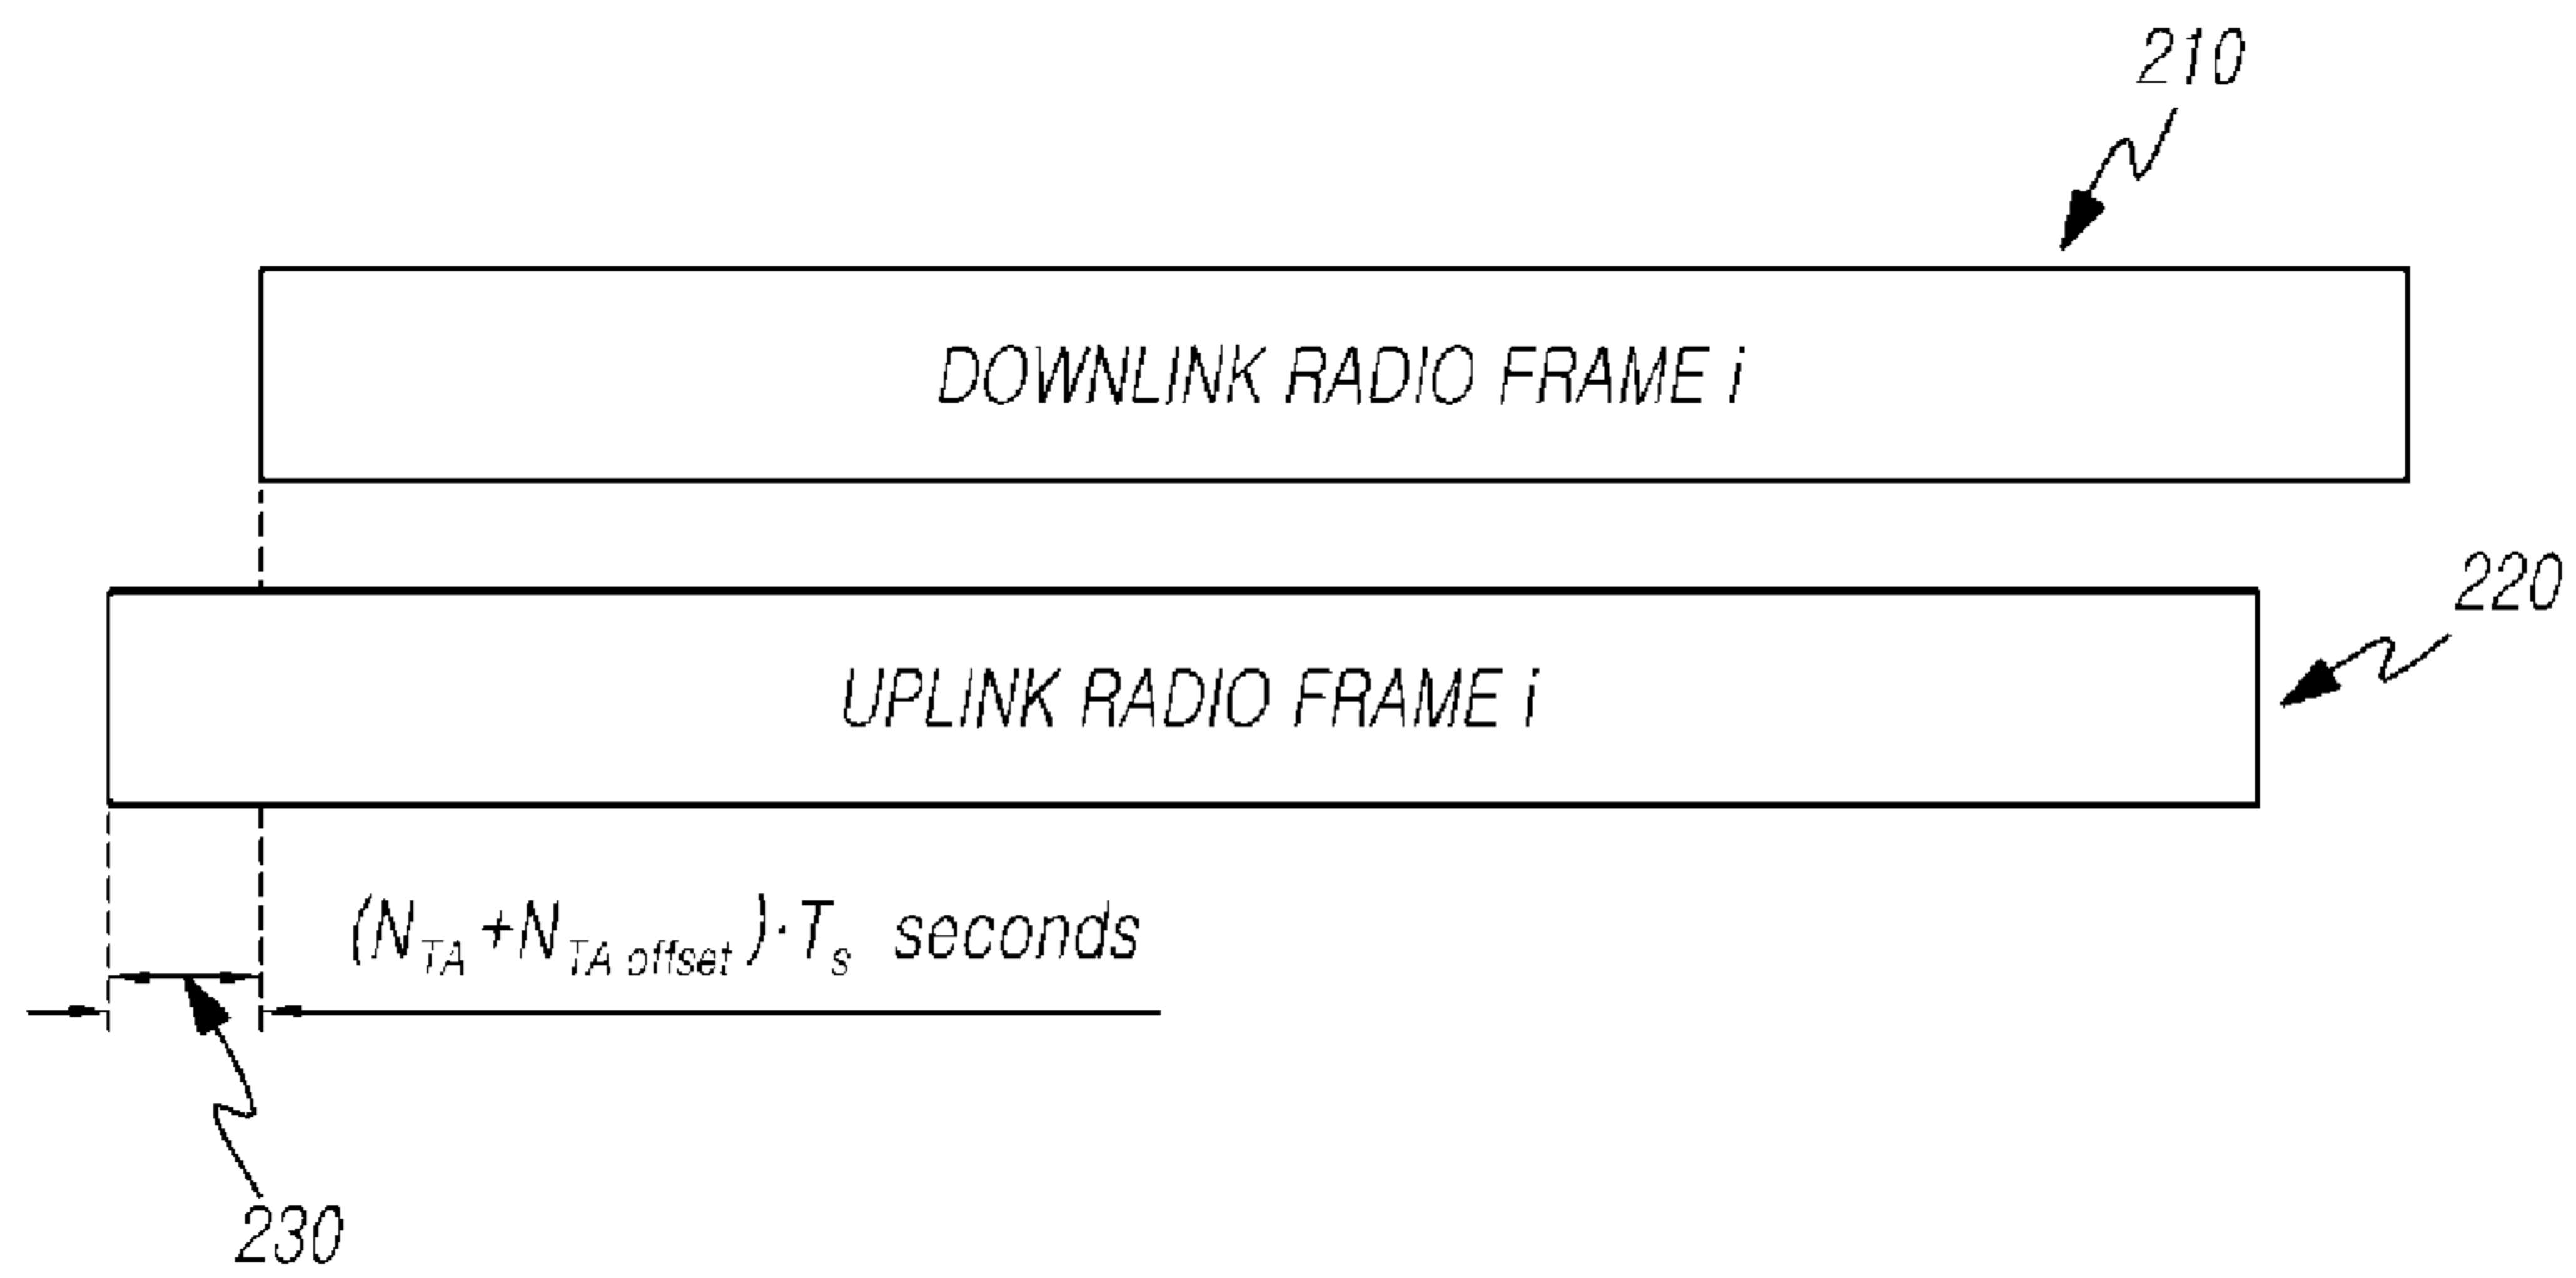 210
DOWNLINK RADIO FRAME i
220
UPLINK RADIO FRAME i
(N_TA +N_TA offset)·T_s seconds
230